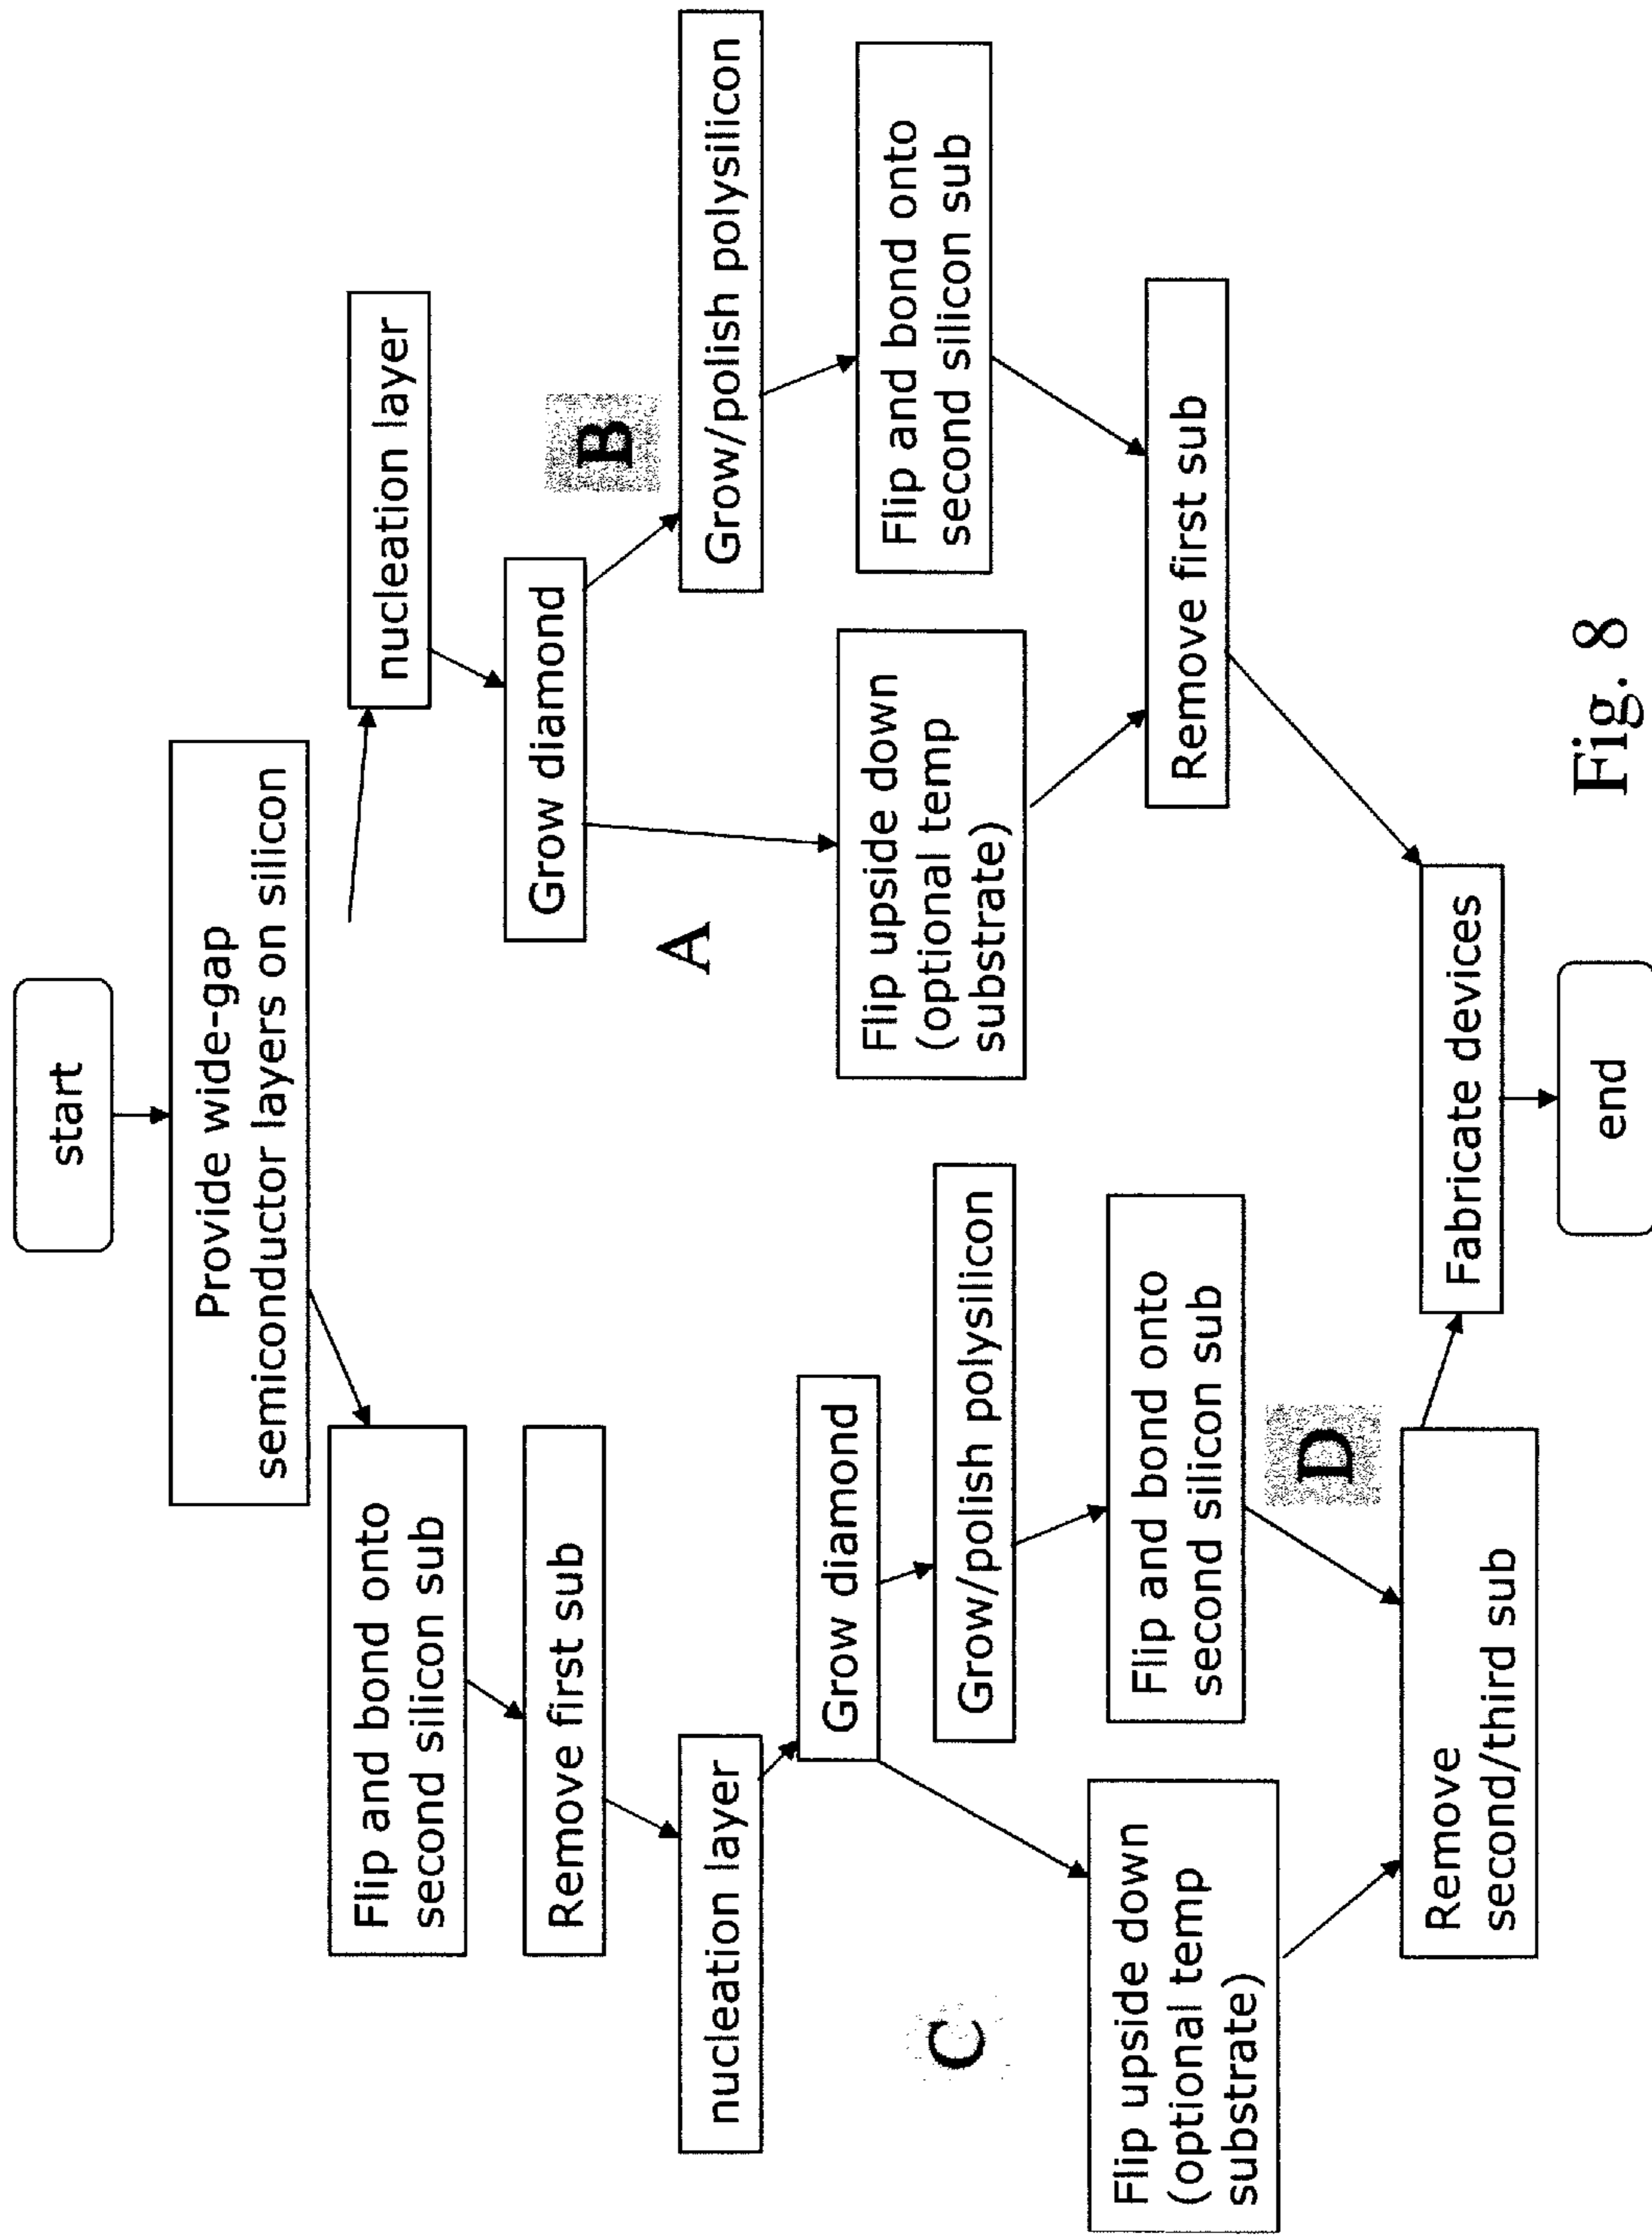 start
Provide wide-gap
semiconductor layers on silicon
Flip and bond onto
second silicon sub
Remove first sub
nucleation layer
Grow diamond
C
Flip upside down
(optional temp
substrate)
Grow/polish polysilicon
Flip and bond onto
second silicon sub
D
Remove
second/third sub
nucleation layer
Grow diamond
A
Flip upside down
(optional temp
substrate)
B
Grow/polish polysilicon
Flip and bond onto
second silicon sub
Remove first sub
Fabricate devices
end
Fig. 8